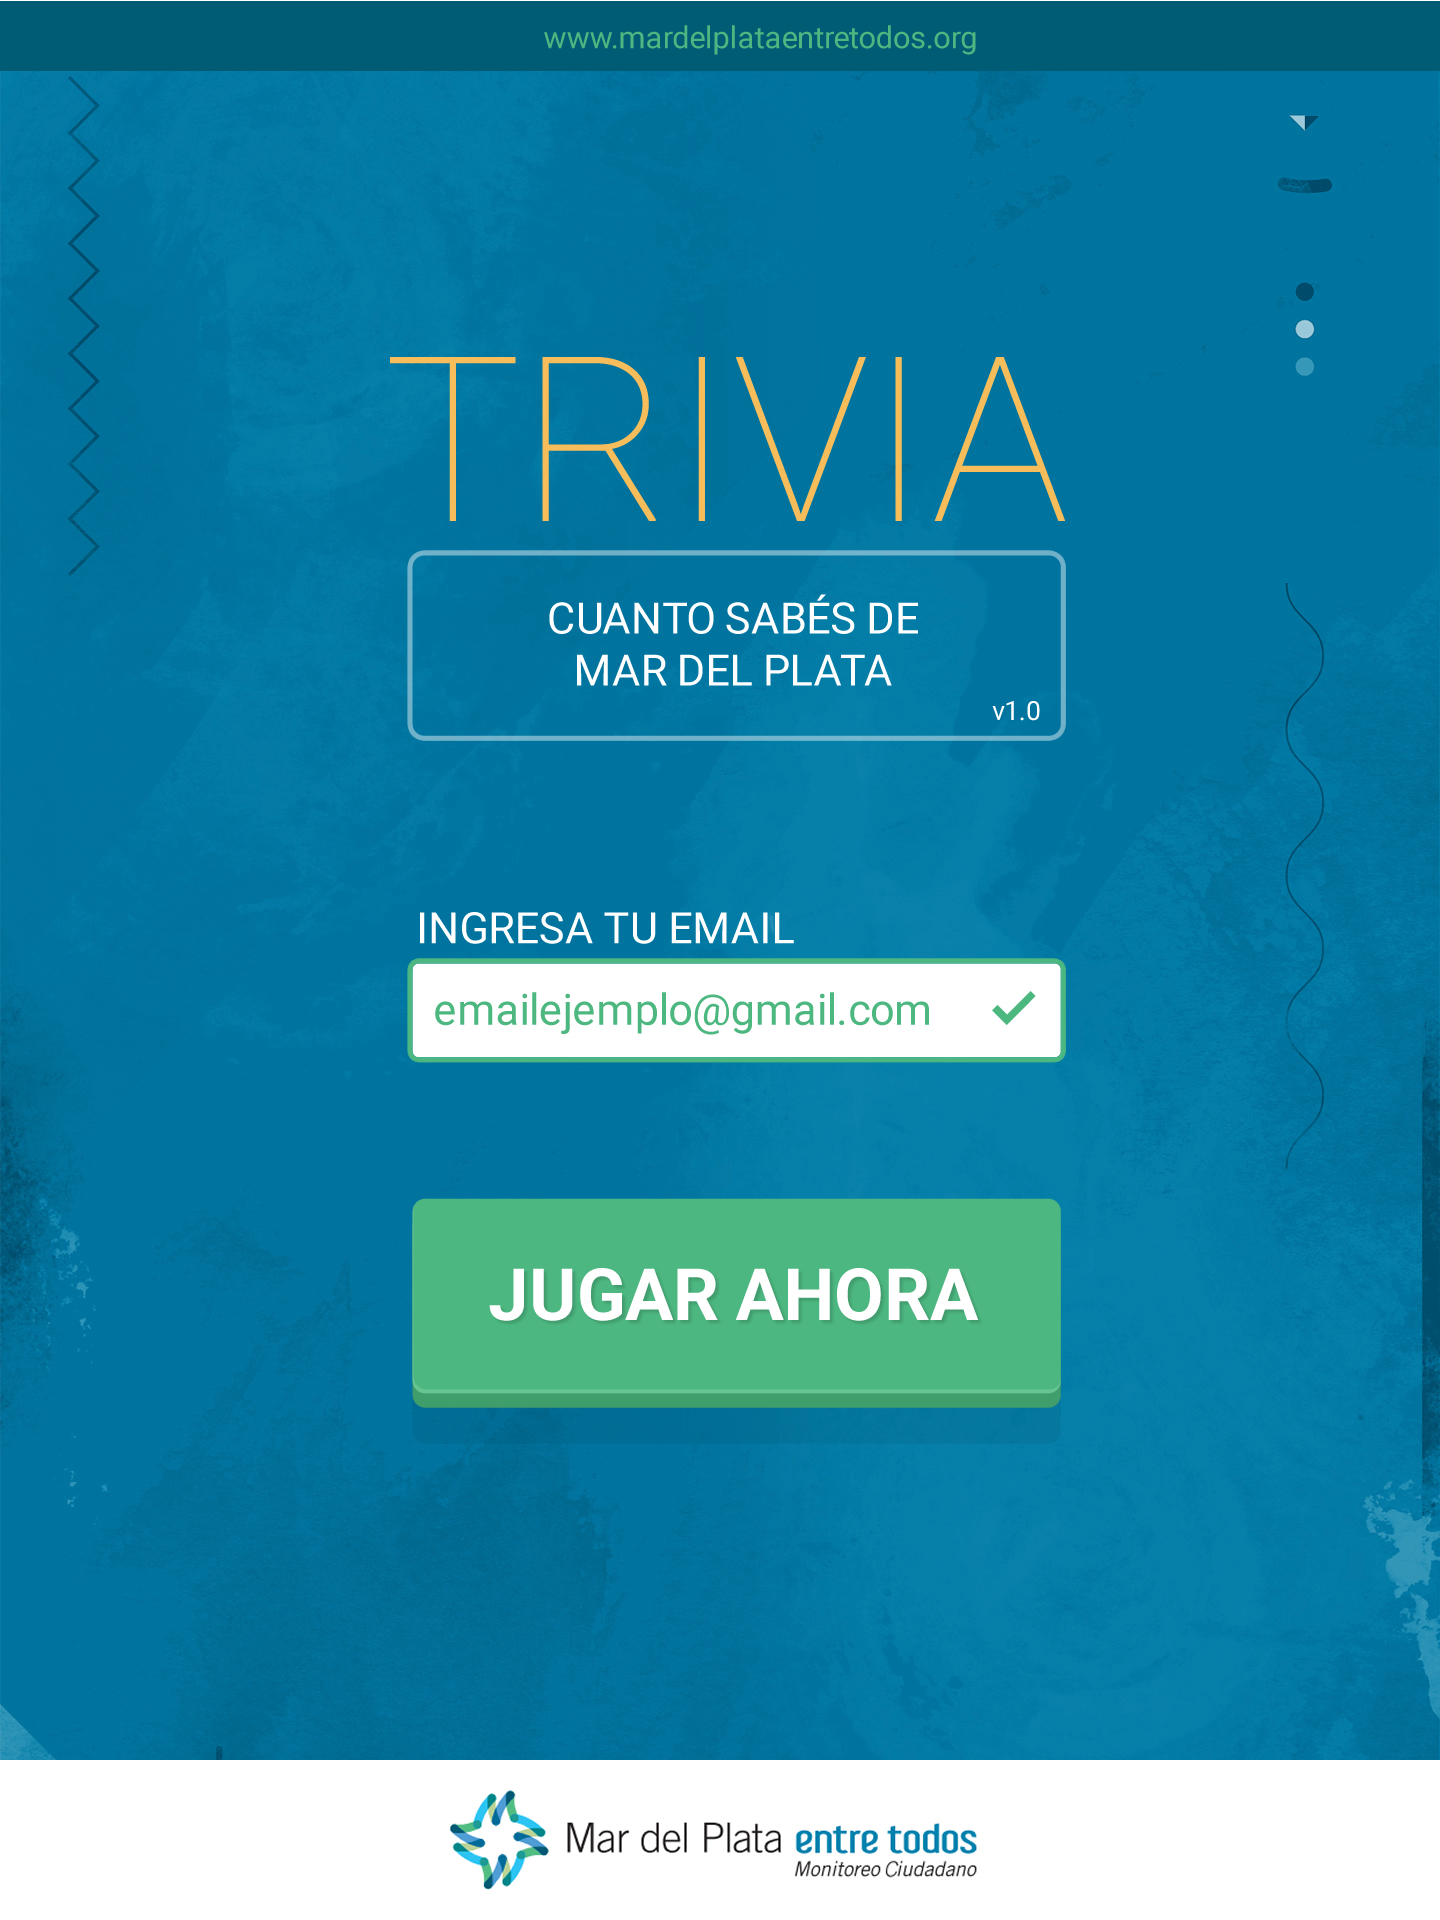 www.mardelplataentretodos.org
TRIVIA
CUANTO SABÉS DE
MAR DEL PLATA
v1.0
INGRESA TU EMAIL
emailejemplo@gmail.com
JUGAR AHORA
Mar del Plata entre todos
Monitoreo Ciudadano